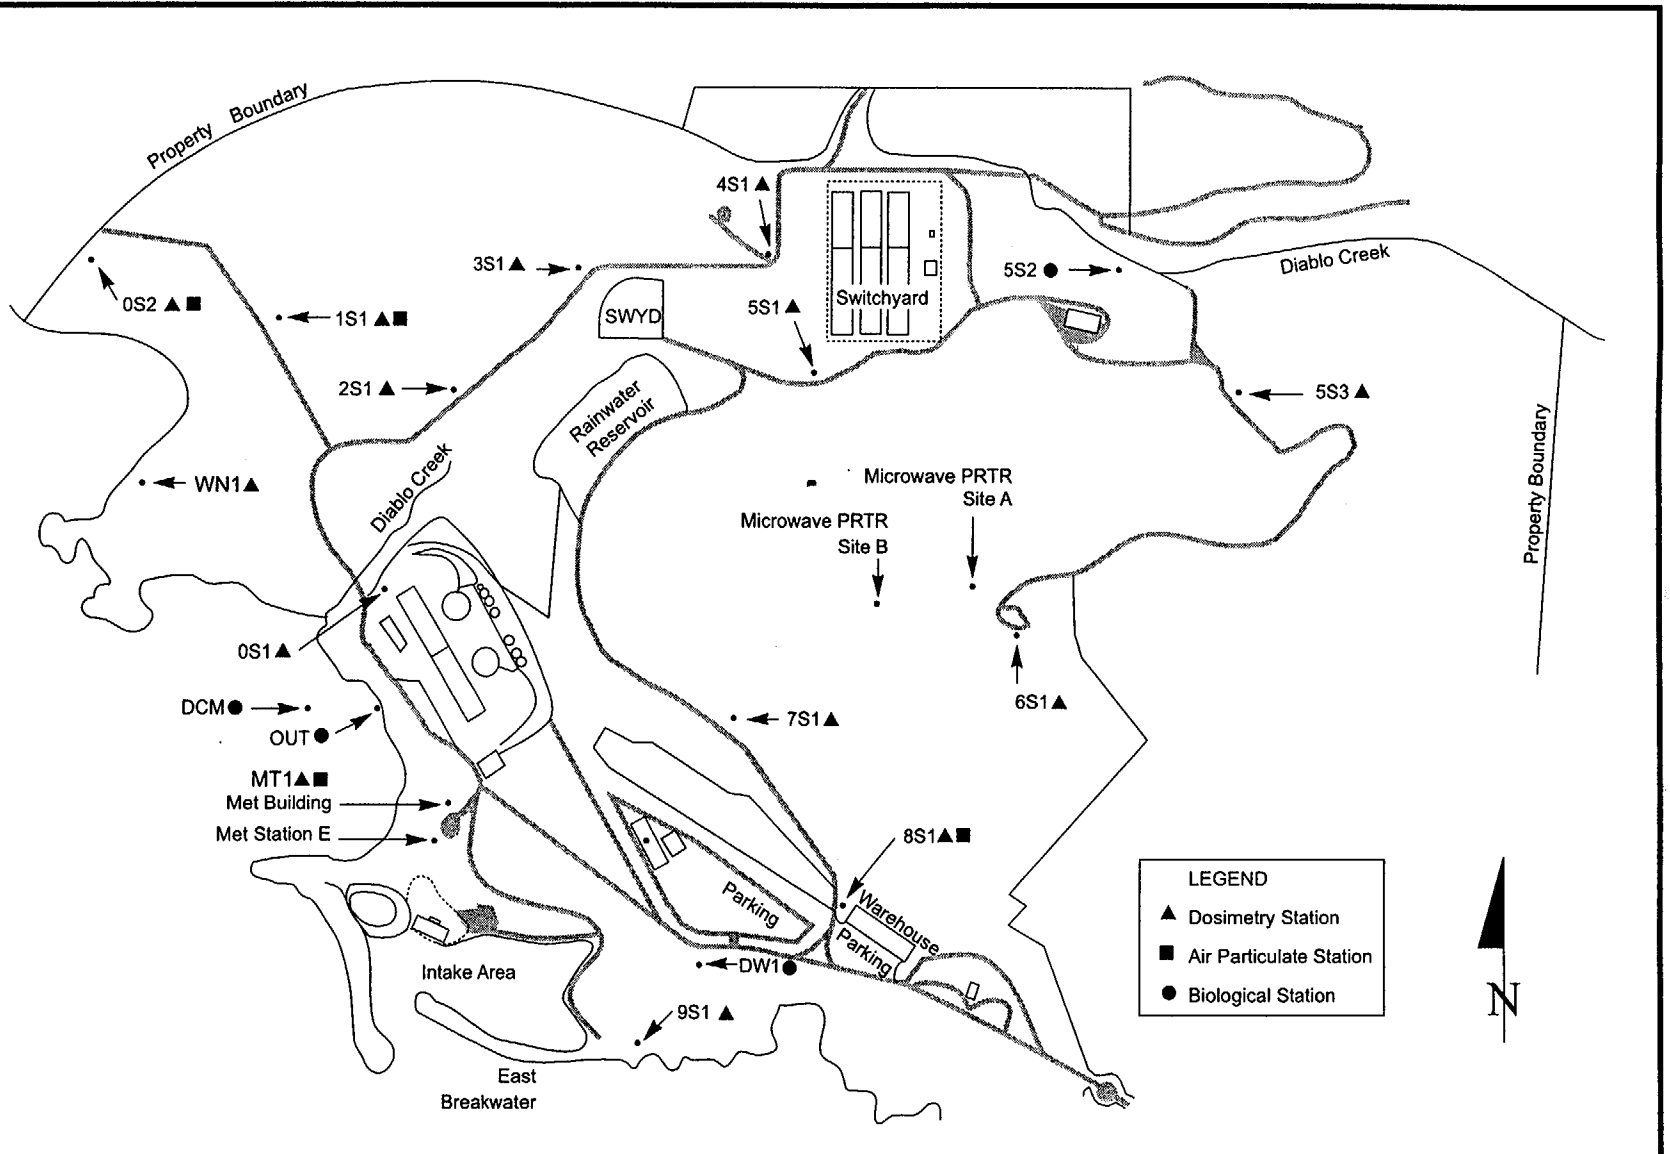 Property Boundary
4S1
3S1
5S2
Diablo Creek
0S2
1S1
SWYD
5S1
Switchyard
2S1
5S3
Rainwater
Reservoir
Property Boundary
Diablo Creek
WN1
Microwave PRTR
Site A
Microwave PRTR
Site B
0S1
DCM
OUT
6S1
7S1
MT1
Met Building
Met Station E
8S1
Parking
Warehouse
Parking
DW1
Intake Area
9S1
East
Breakwater
LEGEND
Dosimetry Station
Air Particulate Station
Biological Station
N